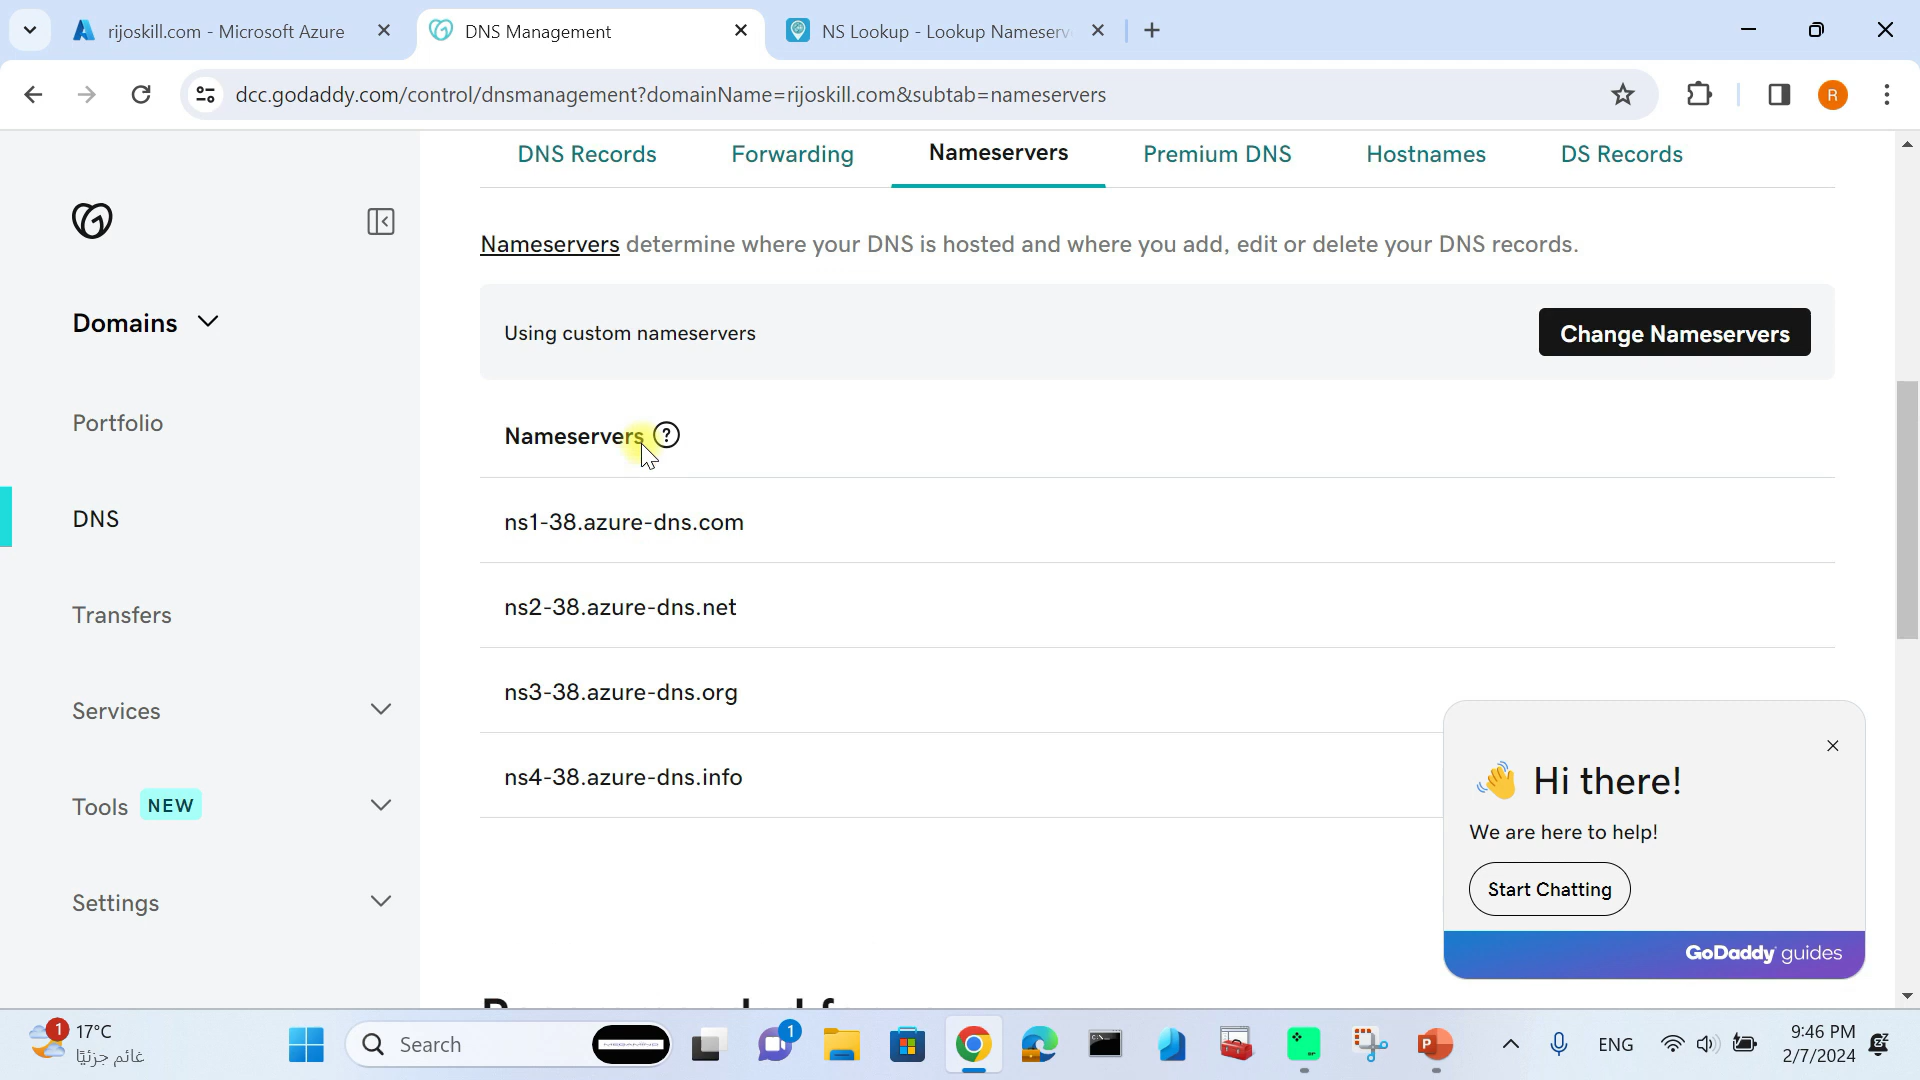 rijoskill.com - Microsoft Azure
DNS Management
NS Lookup - Lookup Nameserv
dcc.godaddy.com/control/dnsmanagement?domainName=rijoskill.com&subtab=nameservers
R
DNS Records
Forwarding
Nameservers
Premium DNS
Hostnames
DS Records
Nameservers determine where your DNS is hosted and where you add, edit or delete your DNS records.
Domains
Portfolio
DNS
Transfers
Services
Tools NEW
Settings
Using custom nameservers
Change Nameservers
Nameservers ?
ns1-38.azure-dns.com
ns2-38.azure-dns.net
ns3-38.azure-dns.org
ns4-38.azure-dns.info
👋 Hi there!
We are here to help!
Start Chatting
GoDaddy guides
1
17°C
غائم جزئيًا
Search
1
ENG
9:46 PM
2/7/2024